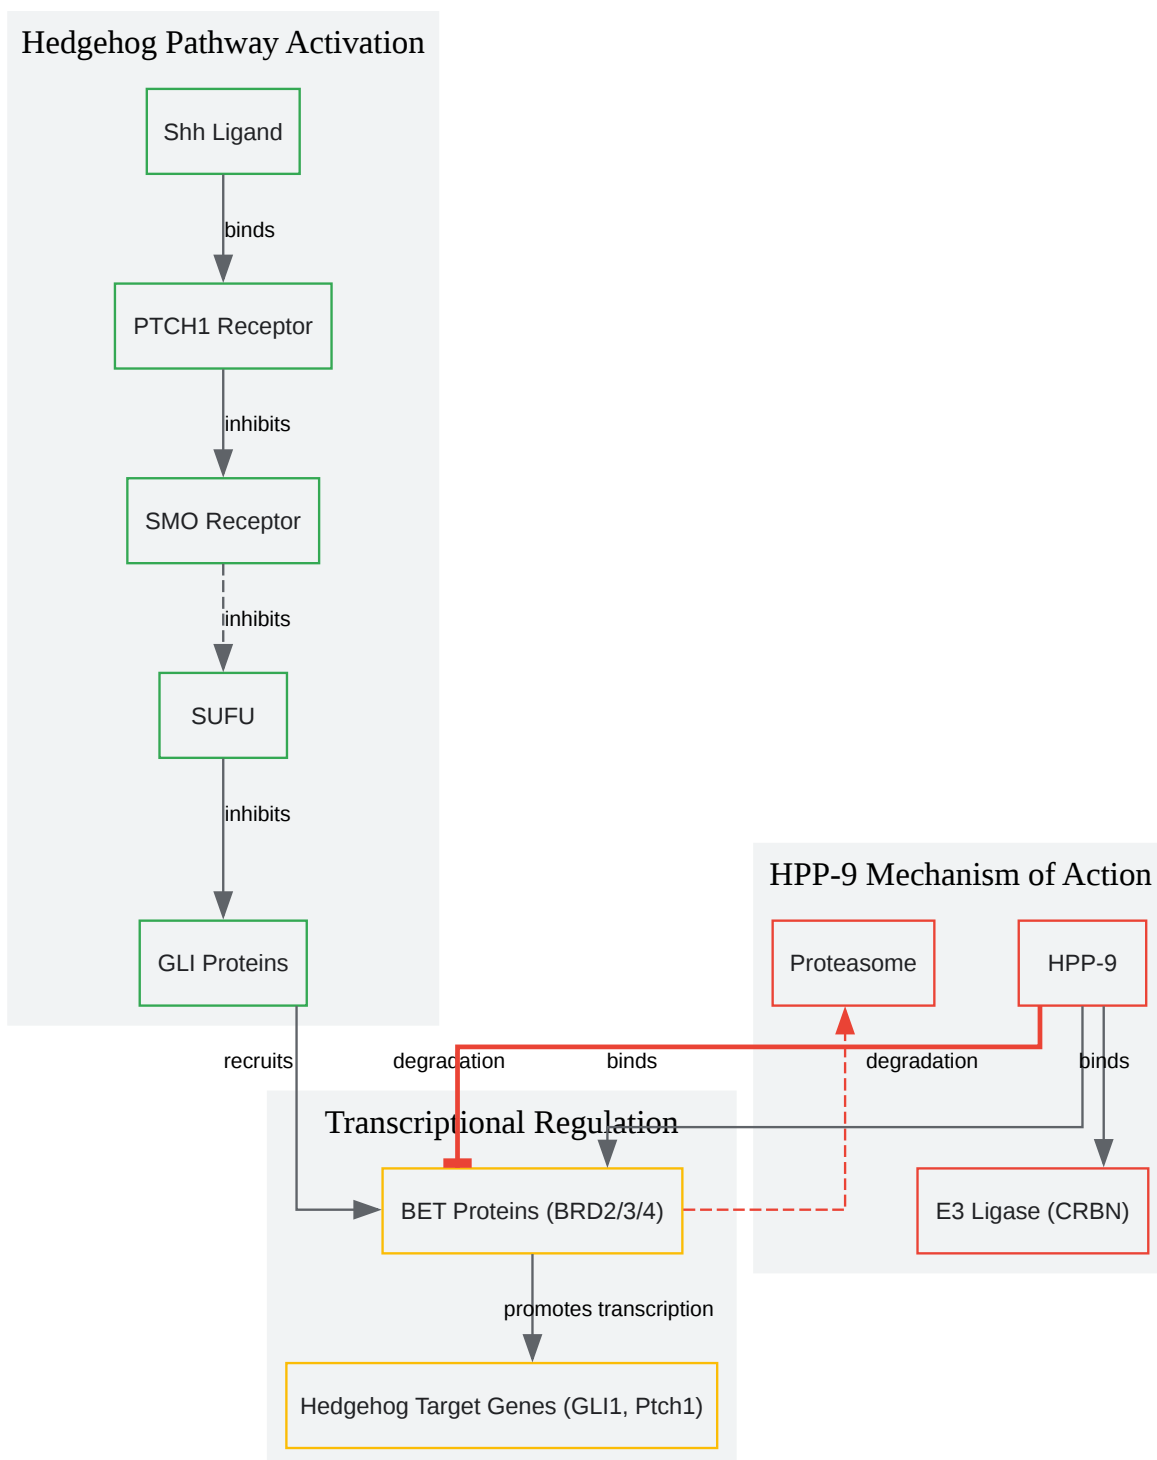 Hedgehog Pathway Activation
Shh Ligand
binds
PTCH1 Receptor
inhibits
SMO Receptor
inhibits
SUFU
inhibits
GLI Proteins
HPP-9 Mechanism of Action
Proteasome
HPP-9
recruits
degradation
binds
degradation
binds
Transcriptional Regulation
BET Proteins (BRD2/3/4)
E3 Ligase (CRBN)
promotes transcription
Hedgehog Target Genes (GLI1, Ptch1)